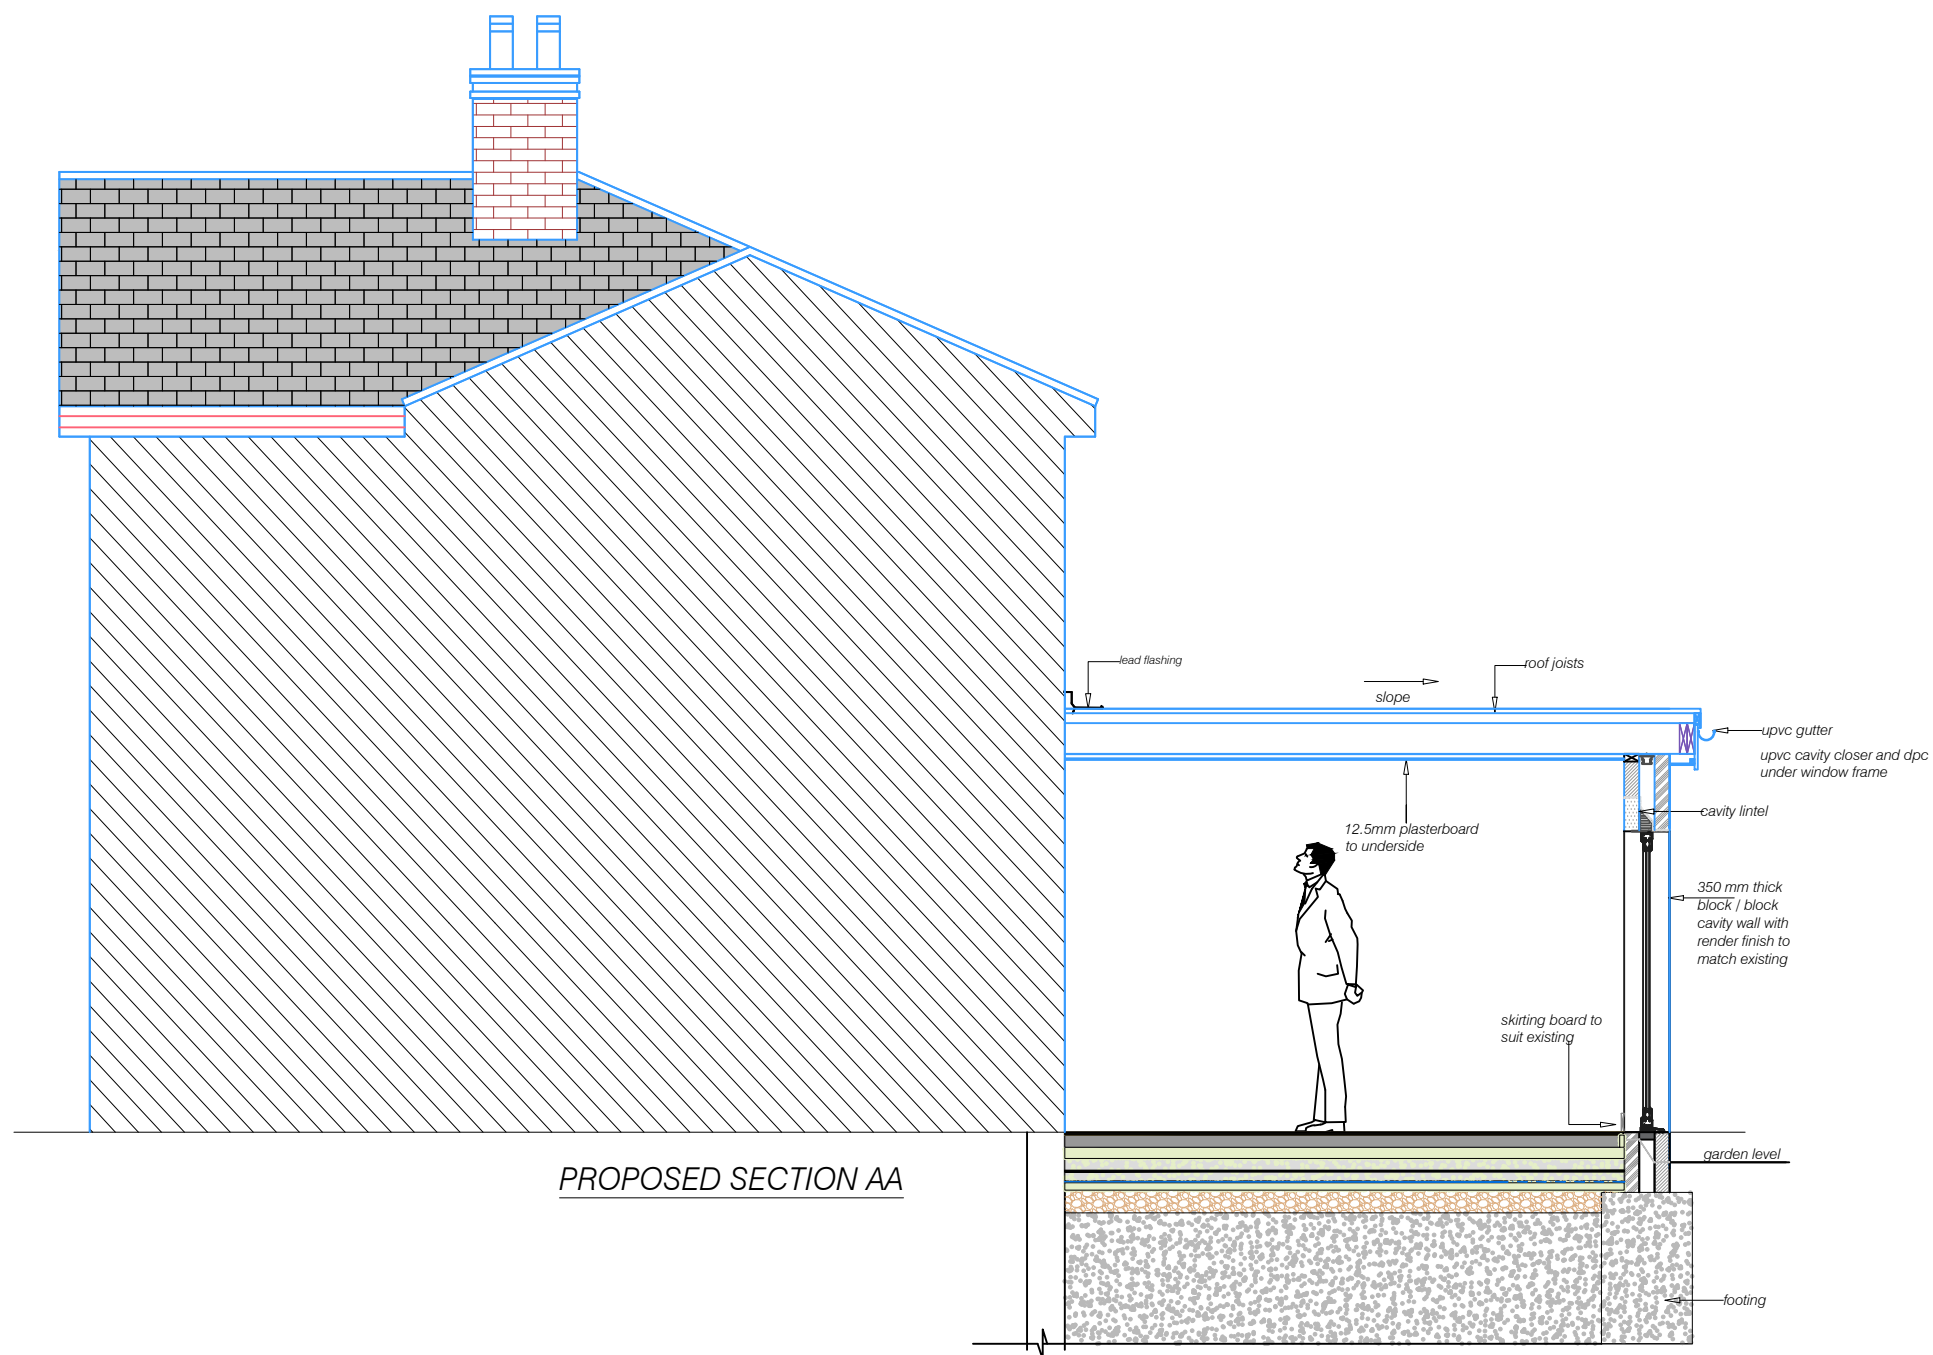 lead flashing
roof joists
slope
upvc gutter
upvc cavity closer and dpc
under window frame
cavity lintel
12.5mm plasterboard
to underside
350 mm thick
block / block
cavity wall with
render finish to
match existing
skirting board to
suit existing
garden level
PROPOSED SECTION AA
footing